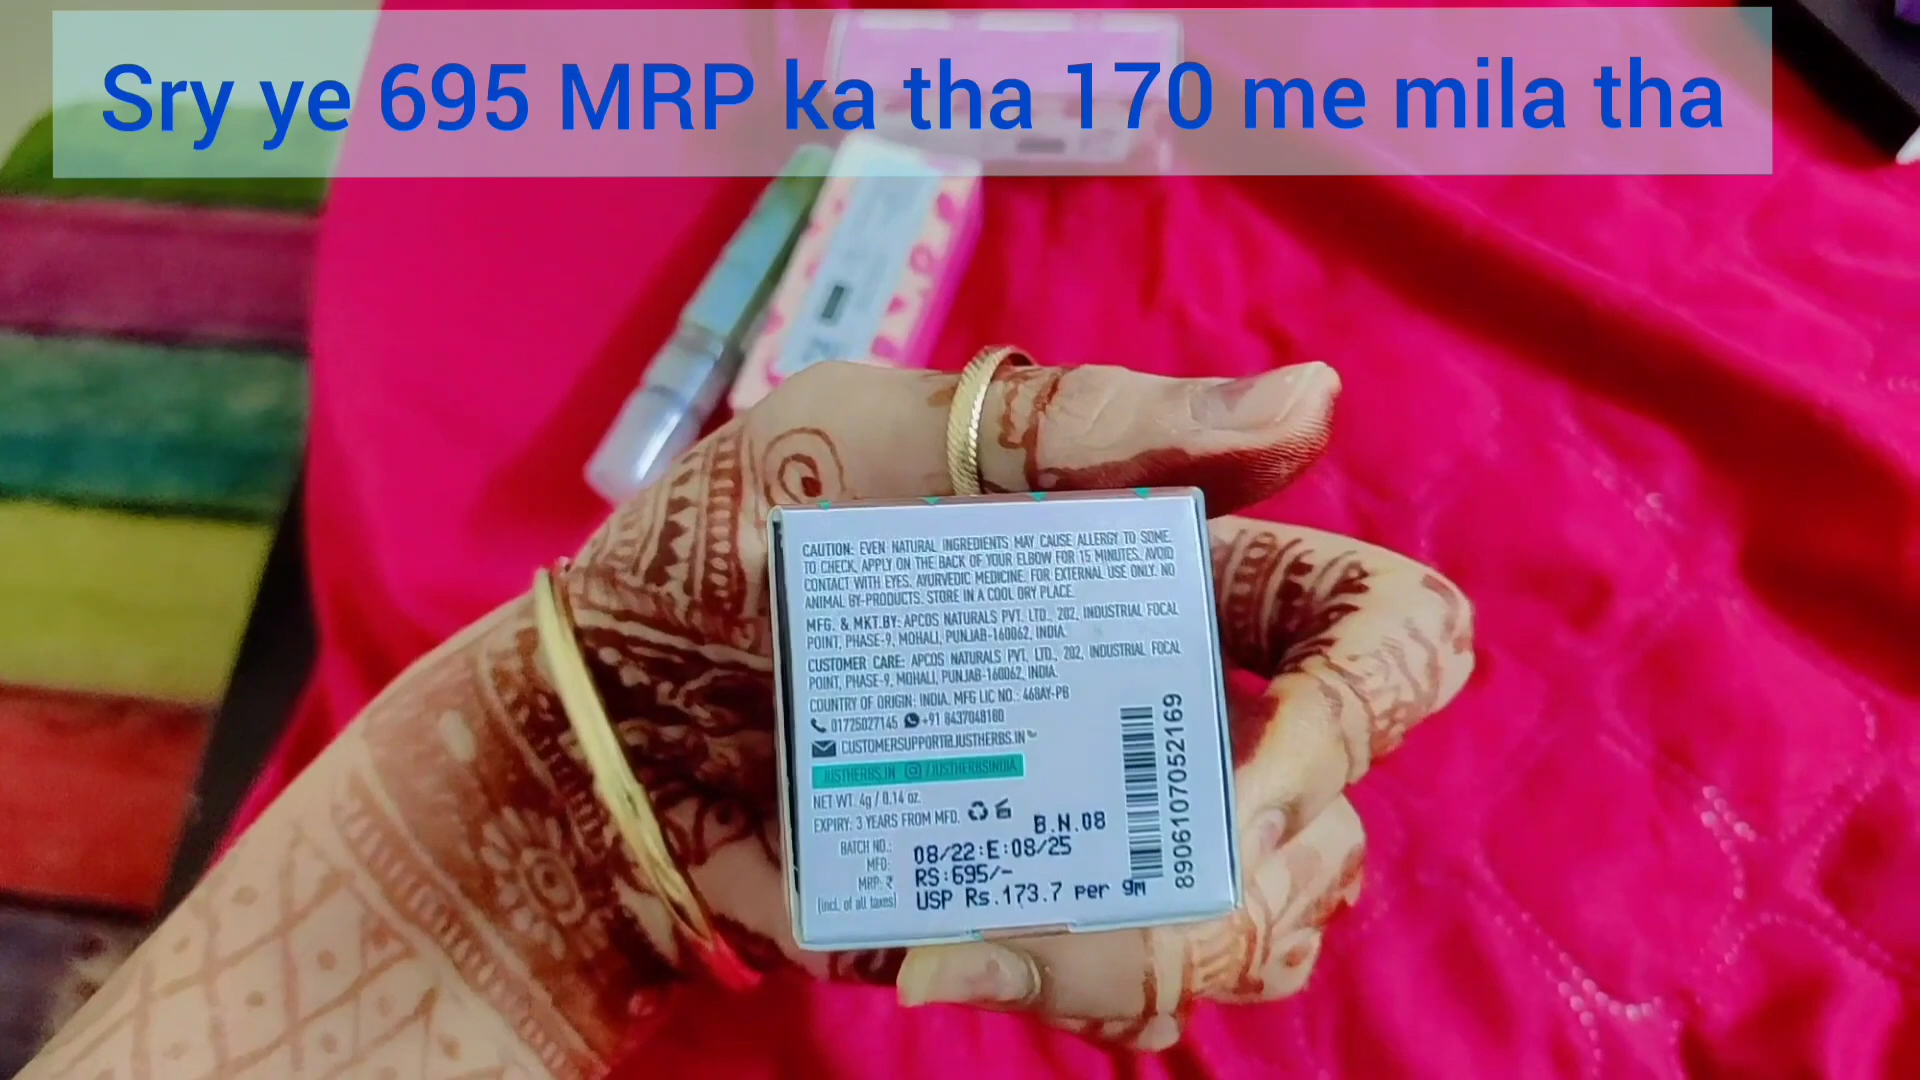 Sry ye 695 MRP ka tha 170 me mila tha
CAUTION: EVEN NATURAL INGREDIENTS MAY CAUSE ALLERGY TO SOME.
TO CHECK, APPLY ON THE BACK OF YOUR ELBOW FOR 15 MINUTES. AVOID
CONTACT WITH EYES. AYURVEDIC MEDICINE. FOR EXTERNAL USE ONLY. NO
ANIMAL BY-PRODUCTS. STORE IN A COOL DRY PLACE.
MFG. & MKT.BY: APCOS NATURALS PVT. LTD., 202, INDUSTRIAL FOCAL
POINT, PHASE-9, MOHALI, PUNJAB-160062, INDIA.
CUSTOMER CARE: APCOS NATURALS PVT. LTD., 202, INDUSTRIAL FOCAL
POINT, PHASE-9, MOHALI, PUNJAB-160062, INDIA.
COUNTRY OF ORIGIN: INDIA. MFG LIC NO.: 468AY-PB
01725027145 +91 8437048160
CUSTOMERSUPPORT@JUSTHERBS.IN
JUSTHERBS.IN /JUSTHERBSINDIA
NET WT. 4g / 0.14 oz.
EXPIRY: 3 YEARS FROM MFD.
BATCH NO.: B.N.08
MFD: 08/22:E:08/25
MRP: ₹ RS:695/-
(incl. of all taxes) USP Rs.173.7 per gm
8906107052169